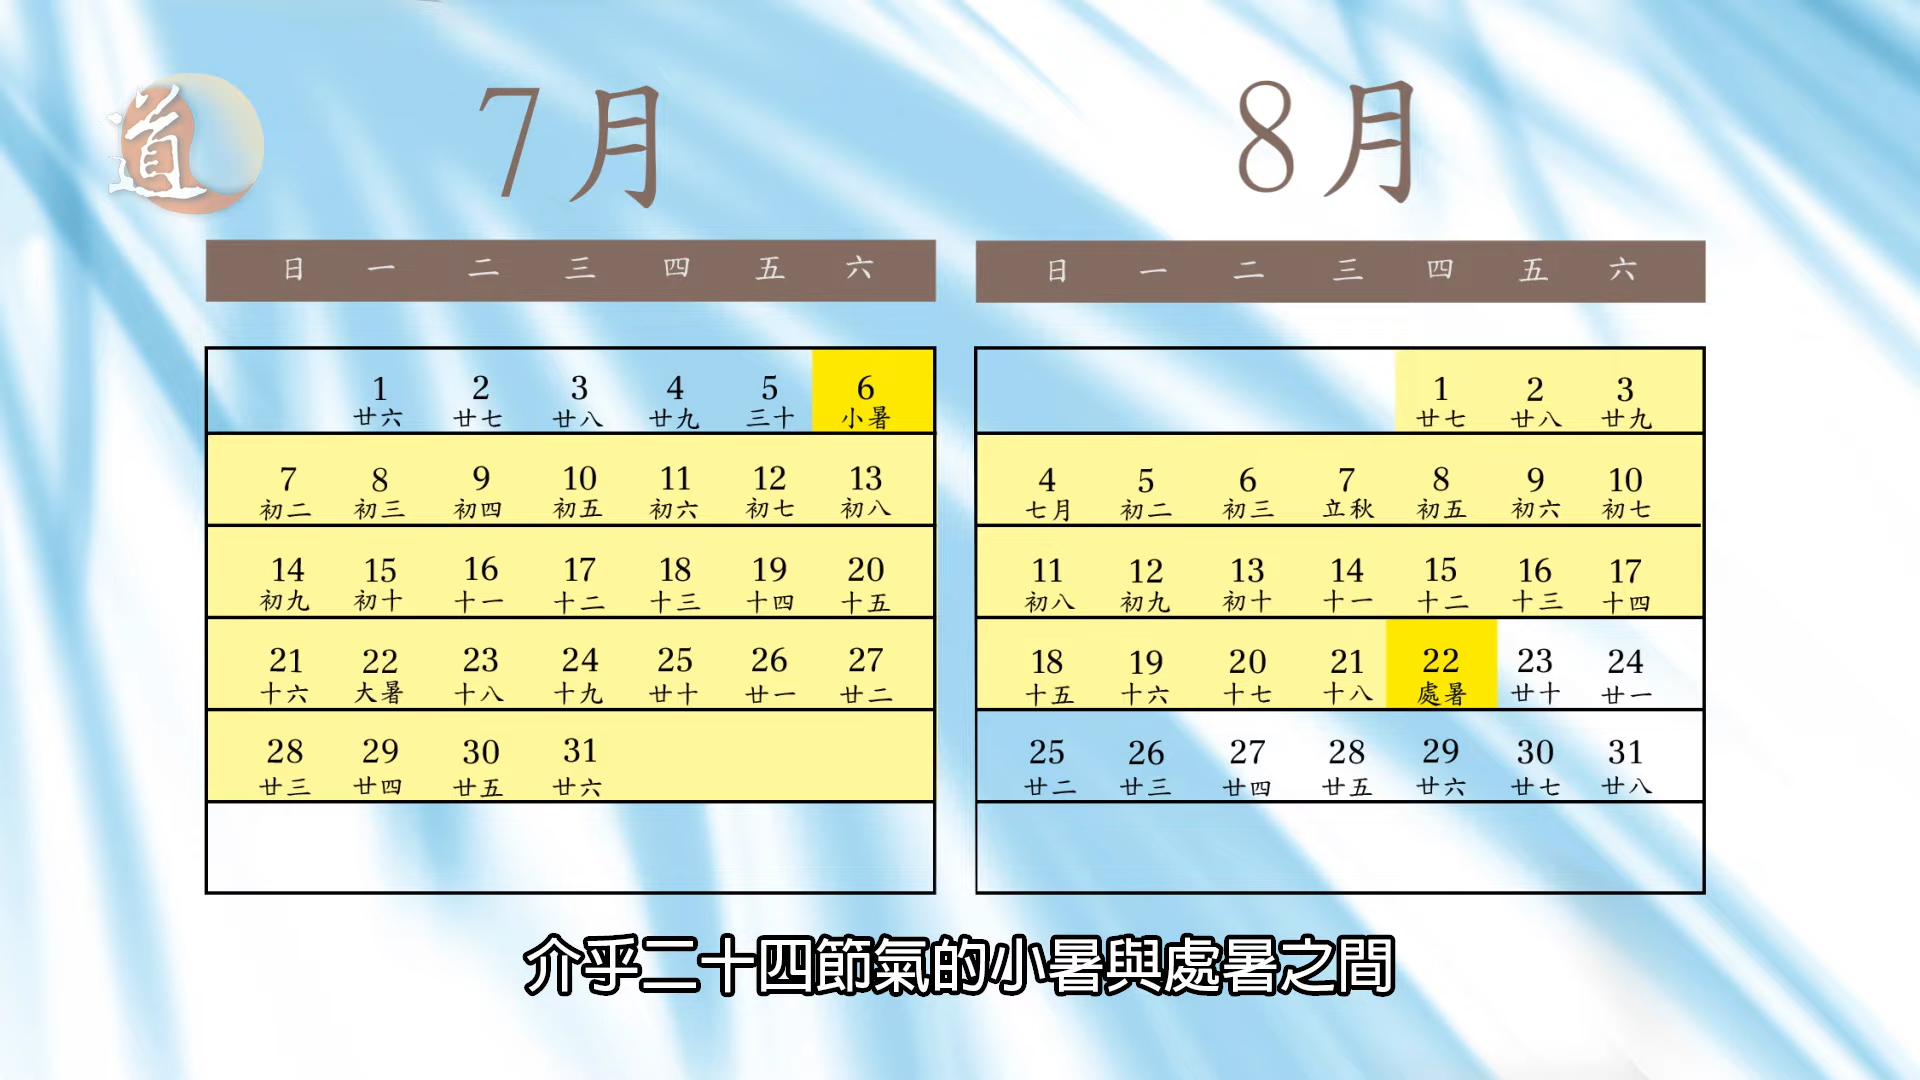 道
7月
日 一 二 三 四 五 六
1 2 3 4 5 6
廿六 廿七 廿八 廿九 三十 小暑
7 8 9 10 11 12 13
初二 初三 初四 初五 初六 初七 初八
14 15 16 17 18 19 20
初九 初十 十一 十二 十三 十四 十五
21 22 23 24 25 26 27
十六 大暑 十八 十九 廿十 廿一 廿二
28 29 30 31
廿三 廿四 廿五 廿六
8月
日 一 二 三 四 五 六
1 2 3
廿七 廿八 廿九
4 5 6 7 8 9 10
七月 初二 初三 立秋 初五 初六 初七
11 12 13 14 15 16 17
初八 初九 初十 十一 十二 十三 十四
18 19 20 21 22 23 24
十五 十六 十七 十八 處暑 廿十 廿一
25 26 27 28 29 30 31
廿二 廿三 廿四 廿五 廿六 廿七 廿八
介乎二十四節氣的小暑與處暑之間